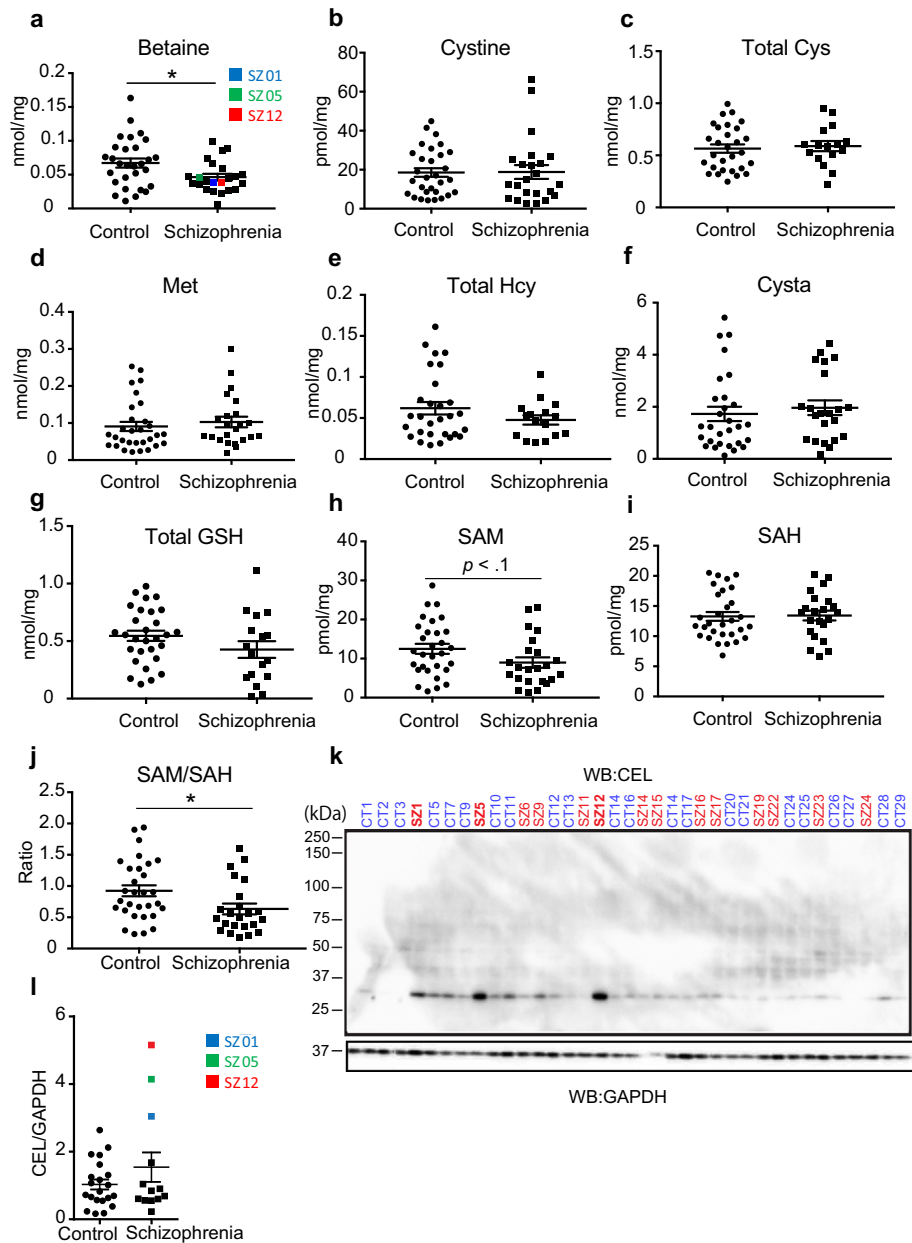 a
Betaine
*
SZ01
SZ05
SZ12
0.2
0.15
0.1
0.05
0
nmol/mg
Control
Schizophrenia
b
Cystine
80
60
40
20
0
pmol/mg
Control
Schizophrenia
c
Total Cys
1.5
1.0
0.5
0
nmol/mg
Control
Schizophrenia
d
Met
0.4
0.3
0.2
0.1
0
nmol/mg
Control
Schizophrenia
e
Total Hcy
0.2
0.15
0.1
0.05
0
nmol/mg
Control
Schizophrenia
f
Cysta
6
4
2
0
nmol/mg
Control
Schizophrenia
g
Total GSH
1.5
1.0
0.5
0
nmol/mg
Control
Schizophrenia
h
SAM
p < .1
40
30
20
10
0
pmol/mg
Control
Schizophrenia
i
SAH
25
20
15
10
5
0
pmol/mg
Control
Schizophrenia
j
SAM/SAH
*
2.5
2.0
1.5
1.0
0.5
0
Ratio
Control
Schizophrenia
k
WB:CEL
(kDa)
CT1
CT2
CT3
SZ1
CT5
CT7
CT9
SZ5
CT10
CT11
SZ6
SZ9
CT12
CT13
SZ11
SZ12
CT14
CT16
SZ14
SZ15
CT14
CT17
SZ16
SZ17
CT20
CT21
SZ19
SZ22
CT24
CT25
SZ23
CT26
CT27
SZ24
CT28
CT29
250
150
100
75
50
37
25
37
WB:GAPDH
l
6
4
2
0
CEL/GAPDH
SZ01
SZ05
SZ12
Control
Schizophrenia